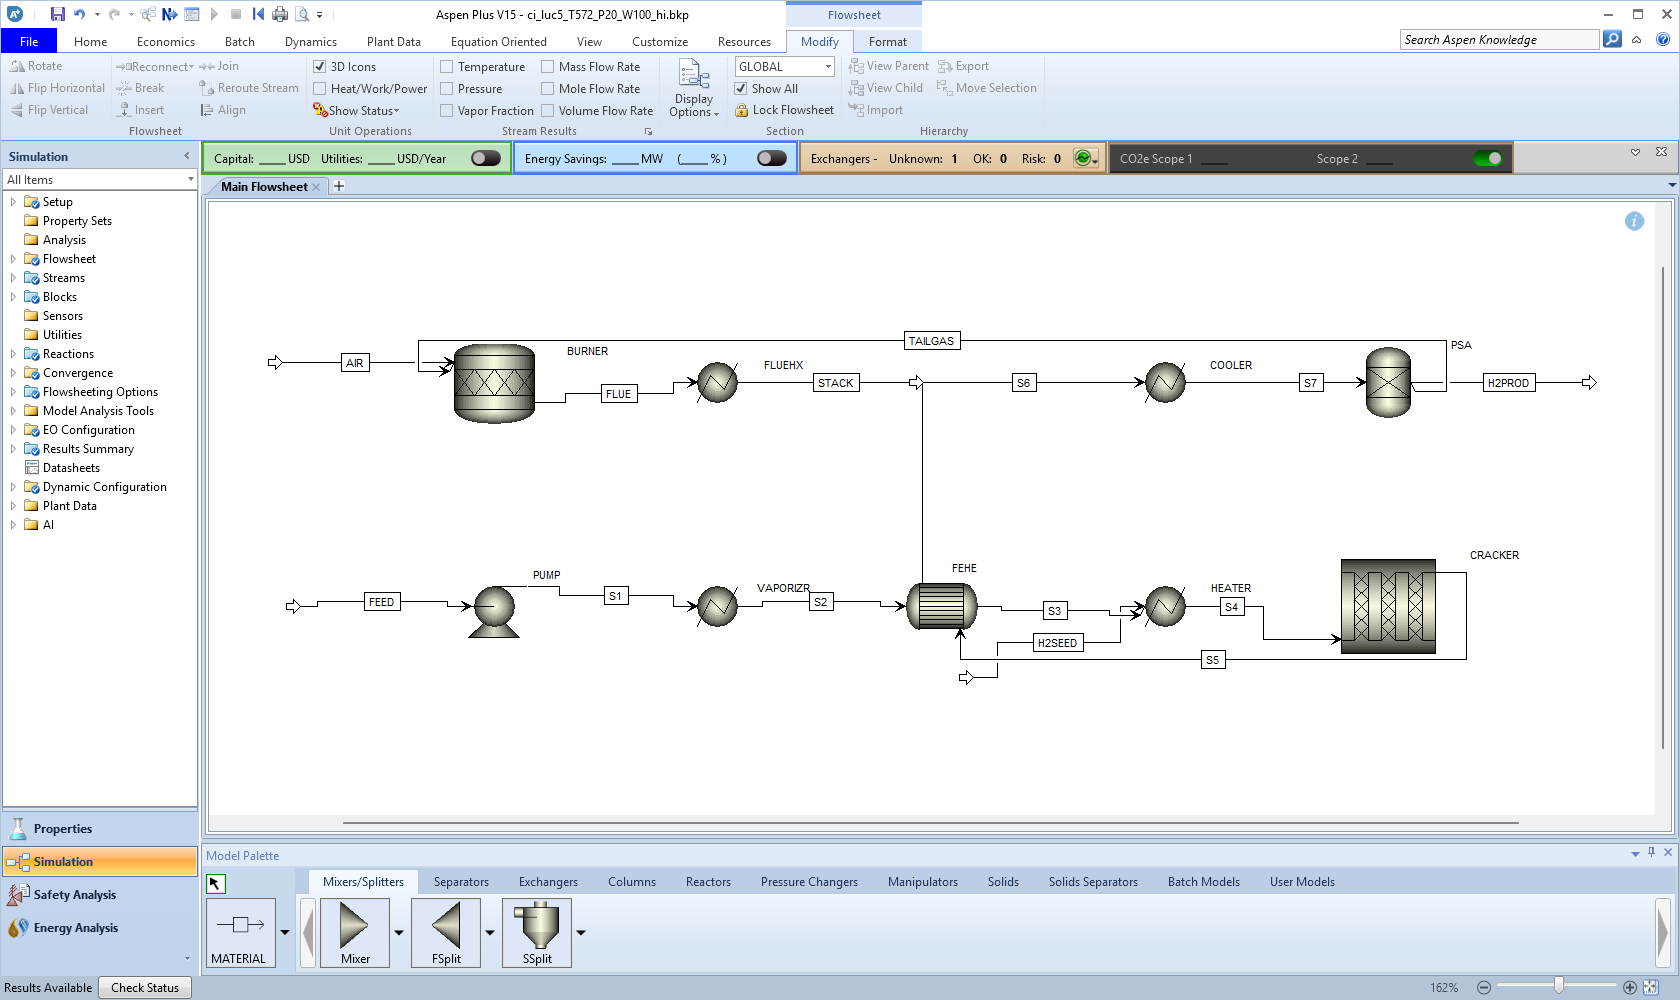 Aspen Plus V15 - ci_luc5_T572_P20_W100_hi.bkp
Flowsheet
File
Home
Economics
Batch
Dynamics
Plant Data
Equation Oriented
View
Customize
Resources
Modify
Format
Search Aspen Knowledge
Rotate
Flip Horizontal
Flip Vertical
Reconnect
Break
Insert
Join
Reroute Stream
Align
Flowsheet
3D Icons
Heat/Work/Power
Show Status
Unit Operations
Temperature
Pressure
Vapor Fraction
Mass Flow Rate
Mole Flow Rate
Volume Flow Rate
Stream Results
Display Options
GLOBAL
Show All
Lock Flowsheet
Section
View Parent
View Child
Import
Export
Move Selection
Hierarchy
Simulation
All Items
Capital: ____ USD Utilities: ____ USD/Year
Energy Savings: ____ MW (____ %)
Exchangers - Unknown: 1 OK: 0 Risk: 0
CO2e Scope 1 ____ Scope 2 ____
Main Flowsheet
Setup
Property Sets
Analysis
Flowsheet
Streams
Blocks
Sensors
Utilities
Reactions
Convergence
Flowsheeting Options
Model Analysis Tools
EO Configuration
Results Summary
Datasheets
Dynamic Configuration
Plant Data
AI
TAILGAS
AIR
BURNER
FLUE
FLUEHX
STACK
S6
COOLER
S7
PSA
H2PROD
FEED
PUMP
S1
VAPORIZR
S2
FEHE
S3
H2SEED
HEATER
S4
S5
CRACKER
Properties
Simulation
Safety Analysis
Energy Analysis
Model Palette
Mixers/Splitters
Separators
Exchangers
Columns
Reactors
Pressure Changers
Manipulators
Solids
Solids Separators
Batch Models
User Models
MATERIAL
Mixer
FSplit
SSplit
Results Available
Check Status
162%